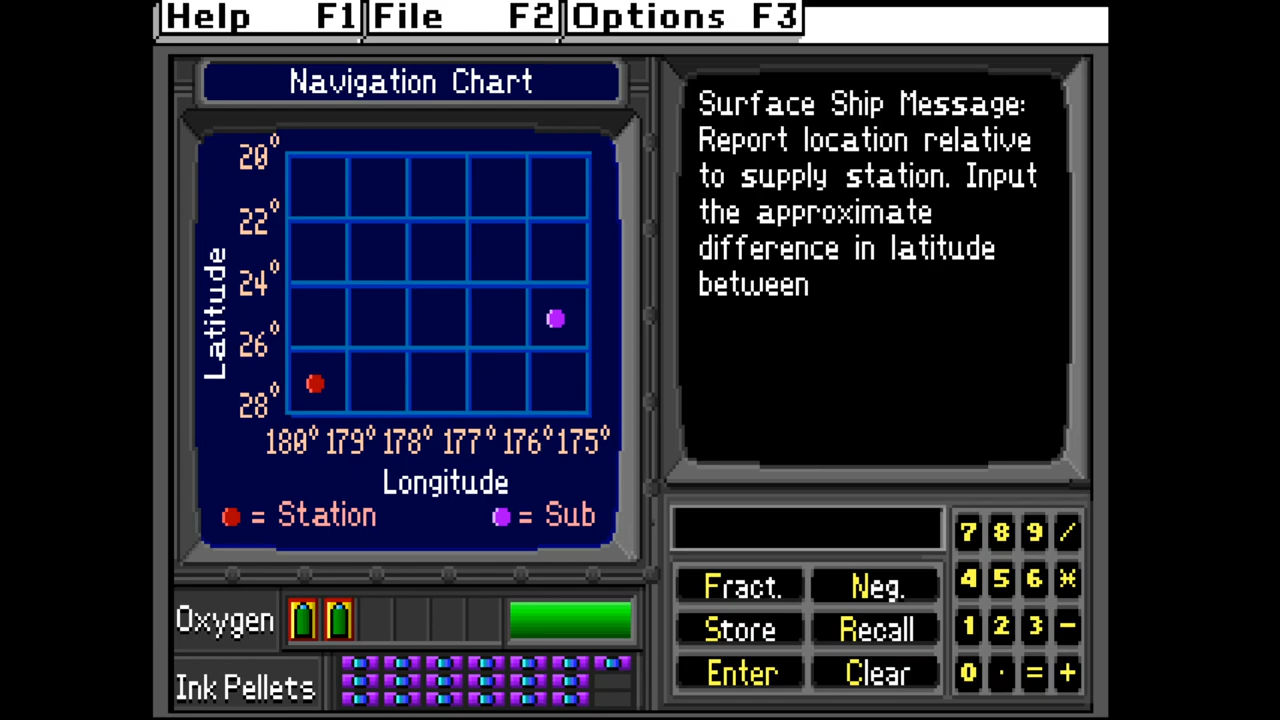 Help F1 File F2 Options F3
Navigation Chart
20°
22°
24°
26°
28°
Latitude
180° 179° 178° 177° 176° 175°
Longitude
= Station = Sub
Oxygen
Ink Pellets
Surface Ship Message:
Report location relative
to supply station. Input
the approximate
difference in latitude
between
Fract. Neg.
Store Recall
Enter Clear
7 8 9 /
4 5 6 *
1 2 3 -
0 . = +